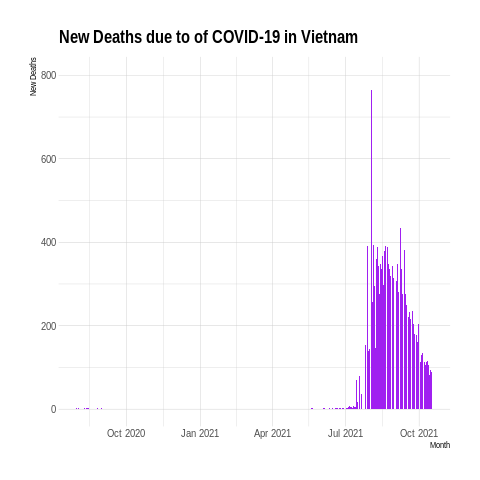 New Deaths due to of COVID-19 in Vietnam
New Deaths
800
600
400
200
0
Oct 2020
Jan 2021
Apr 2021
Jul 2021
Oct 2021
Month